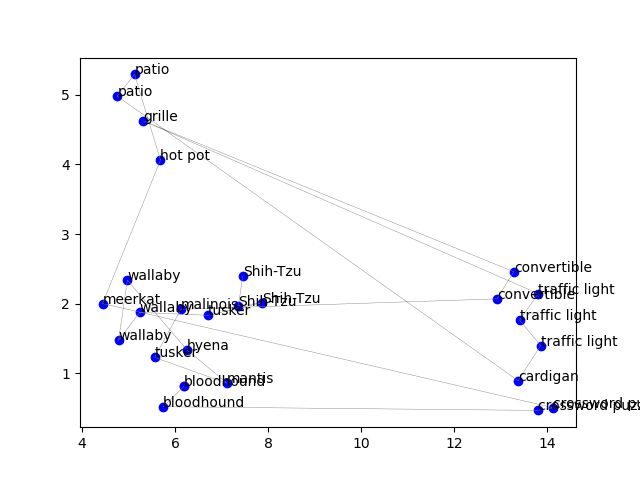 patio
patio
grille
hot pot
wallaby
Shih-Tzu
convertible
traffic light
convertible
meerkat
wallaby
malinois
tusker
Shih-Tzu
Shih-Tzu
traffic light
wallaby
traffic light
tusker
hyena
bloodhound
mantis
cardigan
bloodhound
crossword puz
crossword p
5
4
3
2
1
4 6 8 10 12 14